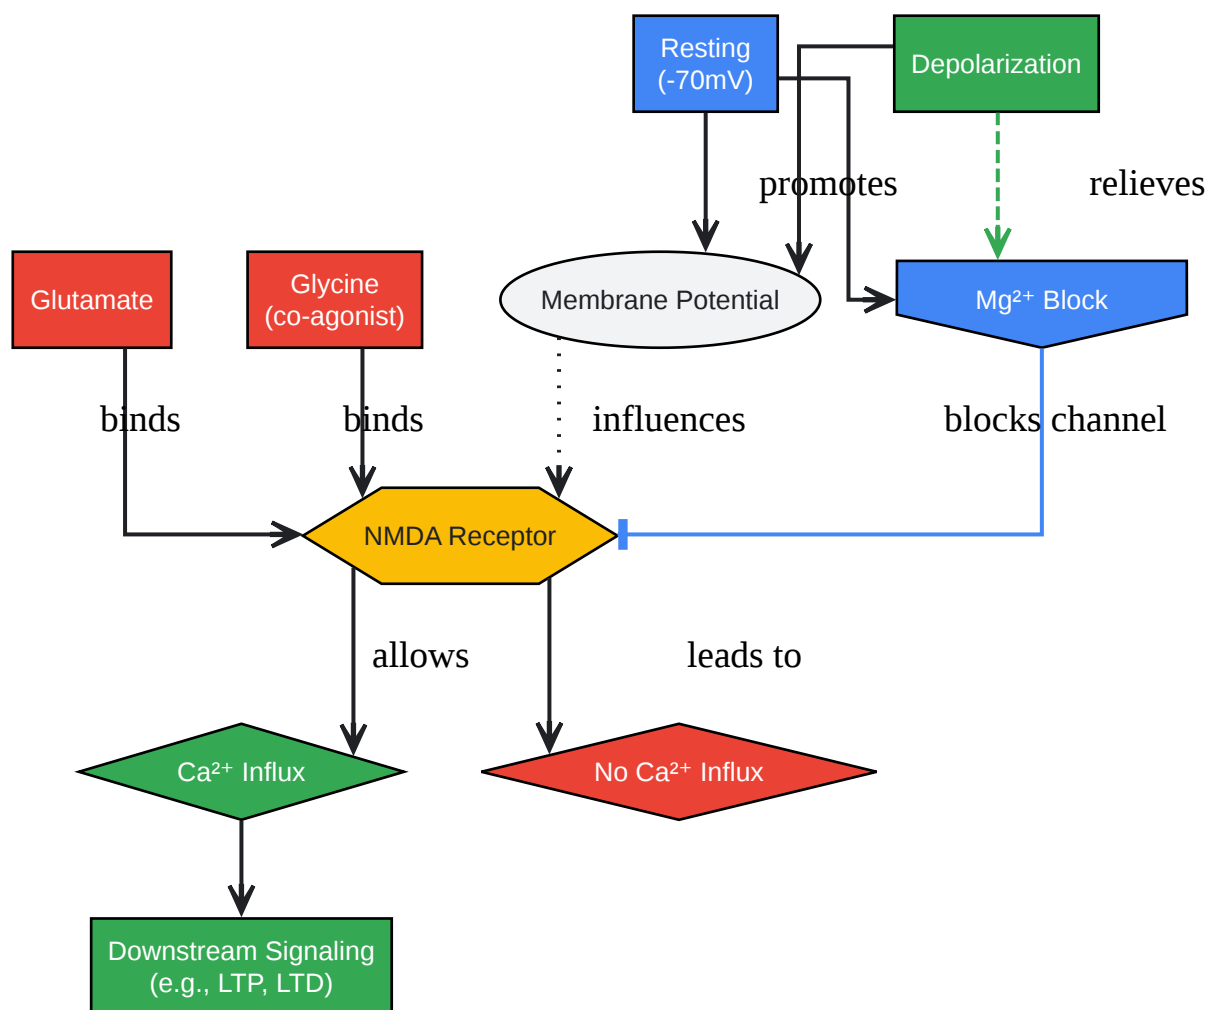 Resting
(-70mV)
Depolarization
promotes
relieves
Glutamate
Glycine
(co-agonist)
Membrane Potential
Mg²⁺ Block
binds
binds
influences
blocks channel
NMDA Receptor
allows
leads to
Ca²⁺ Influx
No Ca²⁺ Influx
Downstream Signaling
(e.g., LTP, LTD)